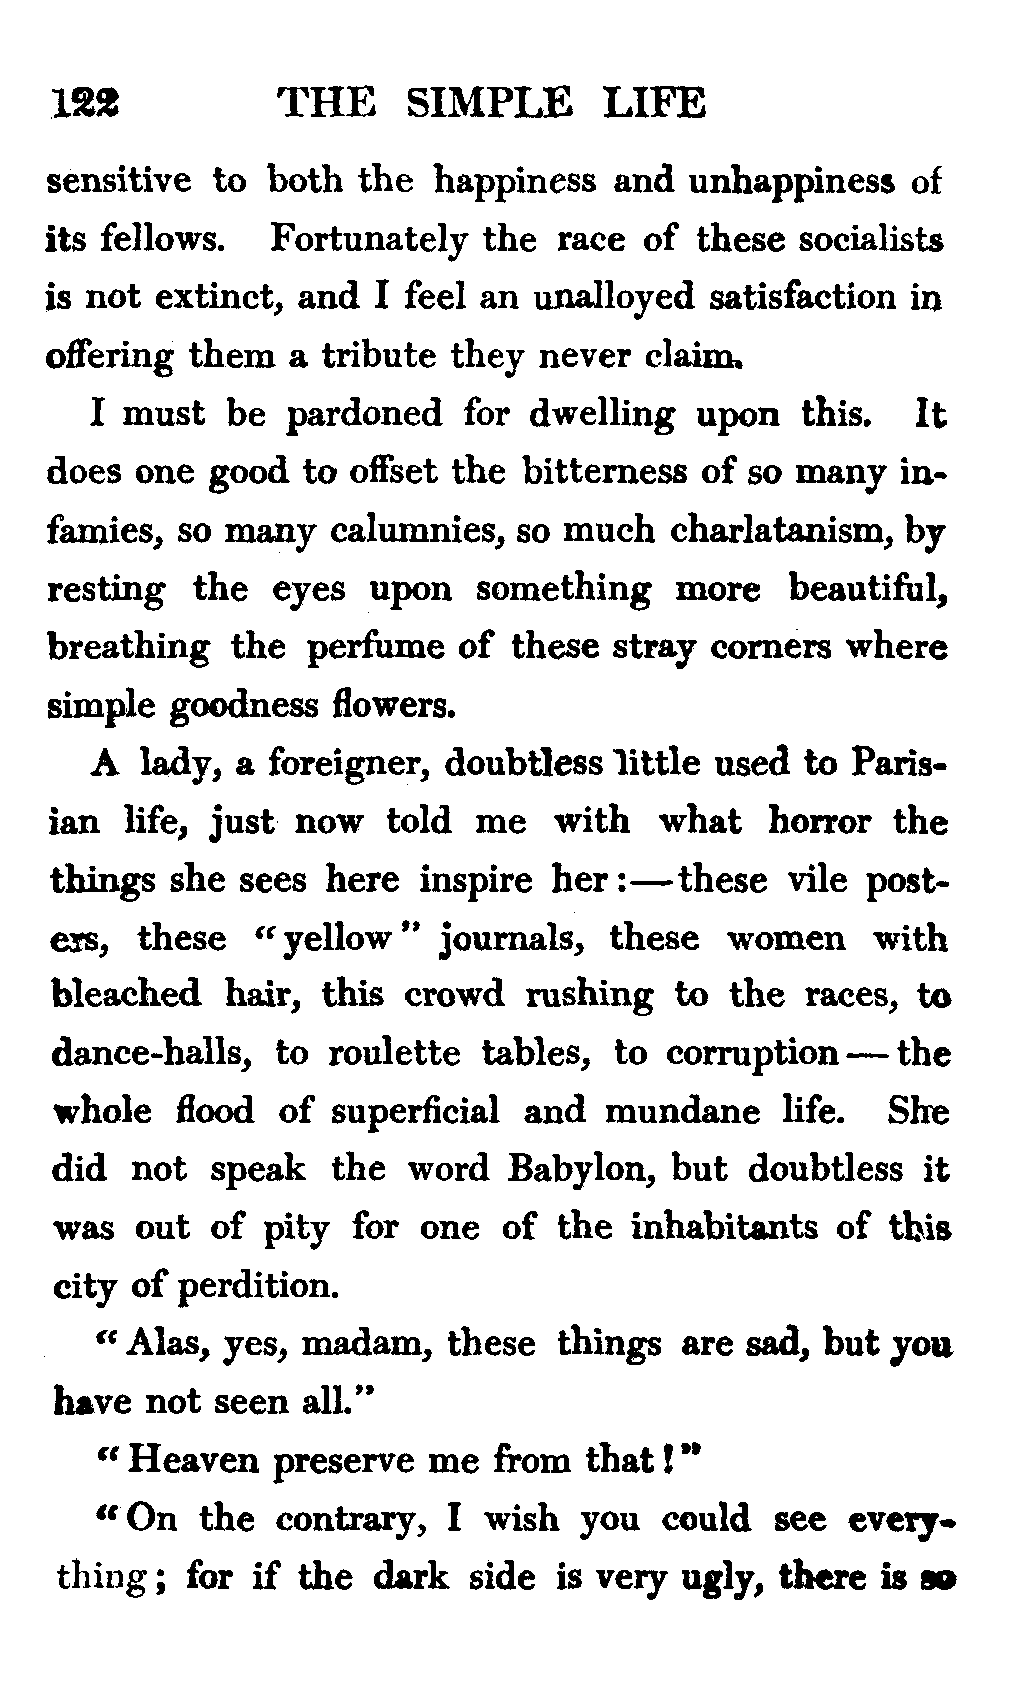 122 THE SIMPLE LIFE
sensitive to both the happiness and unhappiness of
its fellows. Fortunately the race of these socialists
is not extinct, and I feel an unalloyed satisfaction in
offering them a tribute they never claim.
I must be pardoned for dwelling upon this. It
does one good to offset the bitterness of so many in-
famies, so many calumnies, so much charlatanism, by
resting the eyes upon something more beautiful,
breathing the perfume of these stray corners where
simple goodness flowers.
A lady, a foreigner, doubtless little used to Paris-
ian life, just now told me with what horror the
things she sees here inspire her:—these vile post-
ers, these "yellow" journals, these women with
bleached hair, this crowd rushing to the races, to
dance-halls, to roulette tables, to corruption—the
whole flood of superficial and mundane life. She
did not speak the word Babylon, but doubtless it
was out of pity for one of the inhabitants of this
city of perdition.
"Alas, yes, madam, these things are sad, but you
have not seen all."
"Heaven preserve me from that!"
"On the contrary, I wish you could see every-
thing; for if the dark side is very ugly, there is so